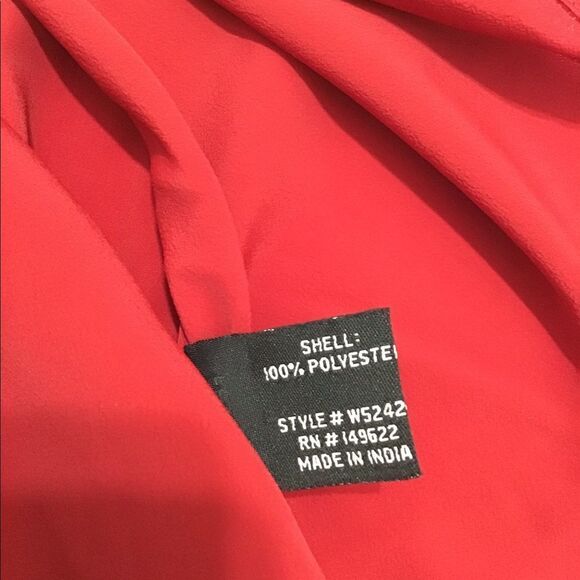 SHELL:
100% POLYESTE
STYLE # W5242
RN # 149622
MADE IN INDIA